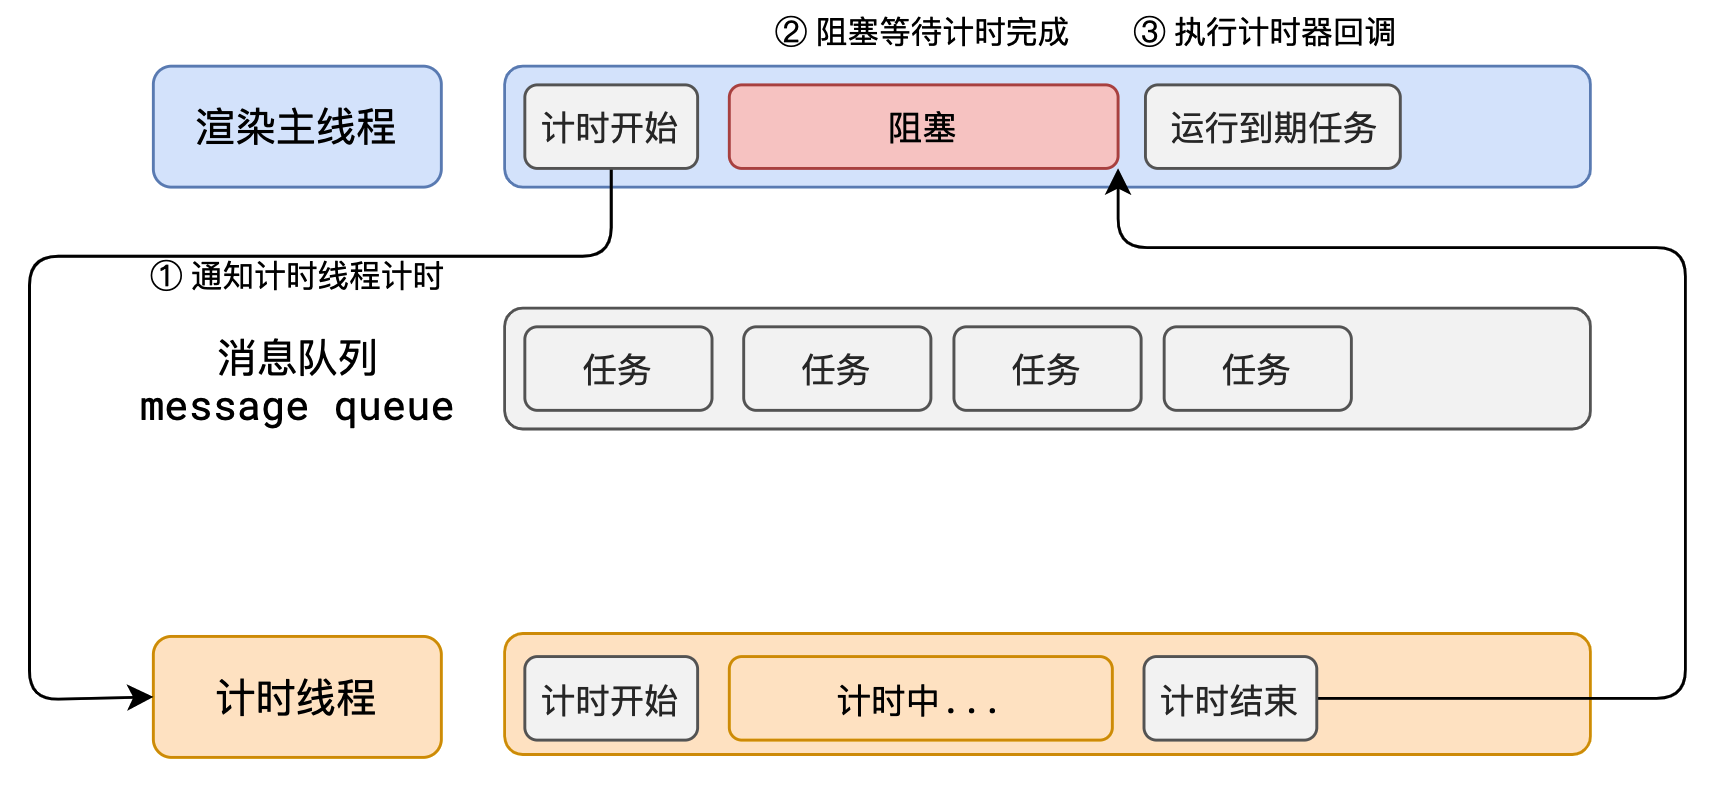 ② 阻塞等待计时完成
③ 执行计时器回调
渲染主线程
计时开始
阻塞
运行到期任务
① 通知计时线程计时
消息队列
message queue
任务
任务
任务
任务
计时线程
计时开始
计时中...
计时结束